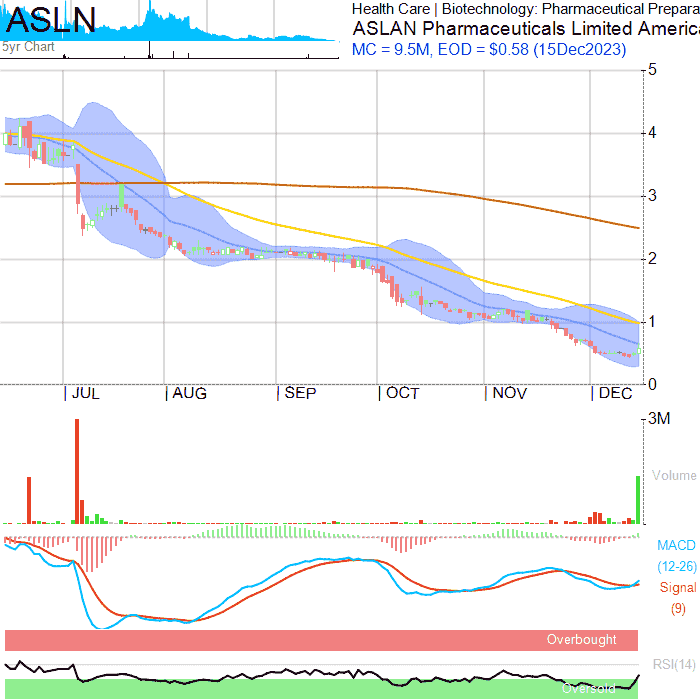 ASLN
5yr Chart
Health Care | Biotechnology: Pharmaceutical Prepara
ASLAN Pharmaceuticals Limited America
MC = 9.5M, EOD = $0.58 (15Dec2023)
5
4
3
2
1
0
JUL
AUG
SEP
OCT
NOV
DEC
3M
Volume
MACD
(12-26)
Signal
(9)
Overbought
RSI(14)
Oversold